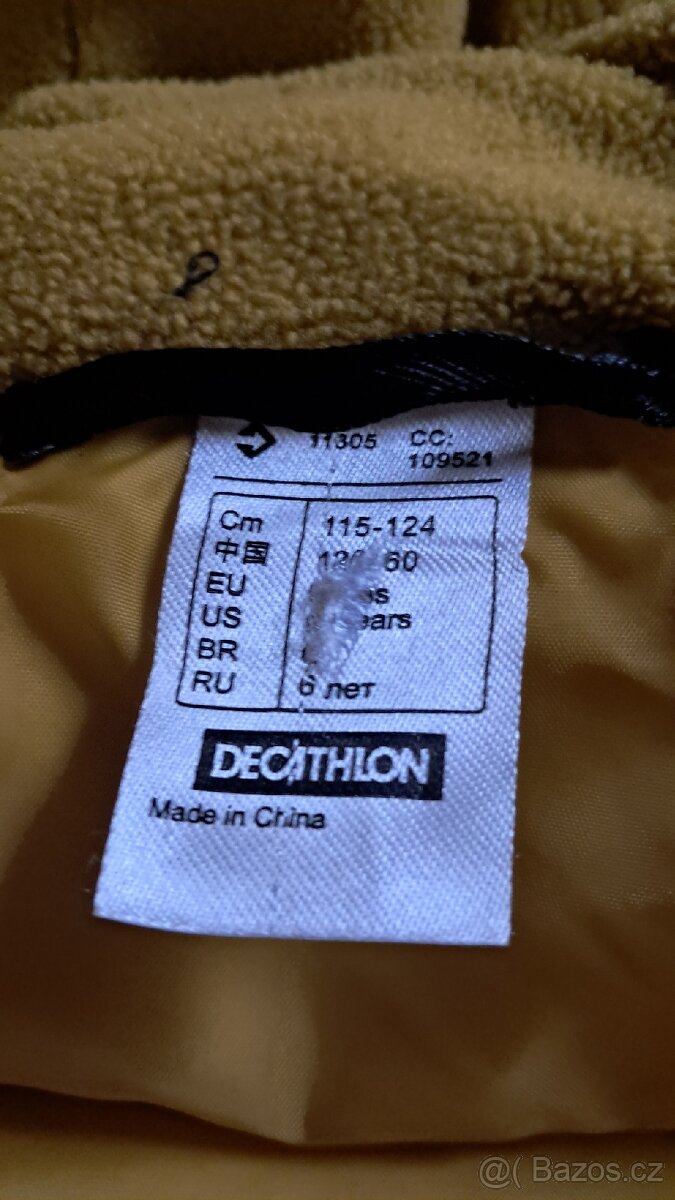 11305 CC:
109521
Cm 115-124
中国
EU
US
BR
RU 6 лет
DECATHLON
Made in China
@( Bazos.cz